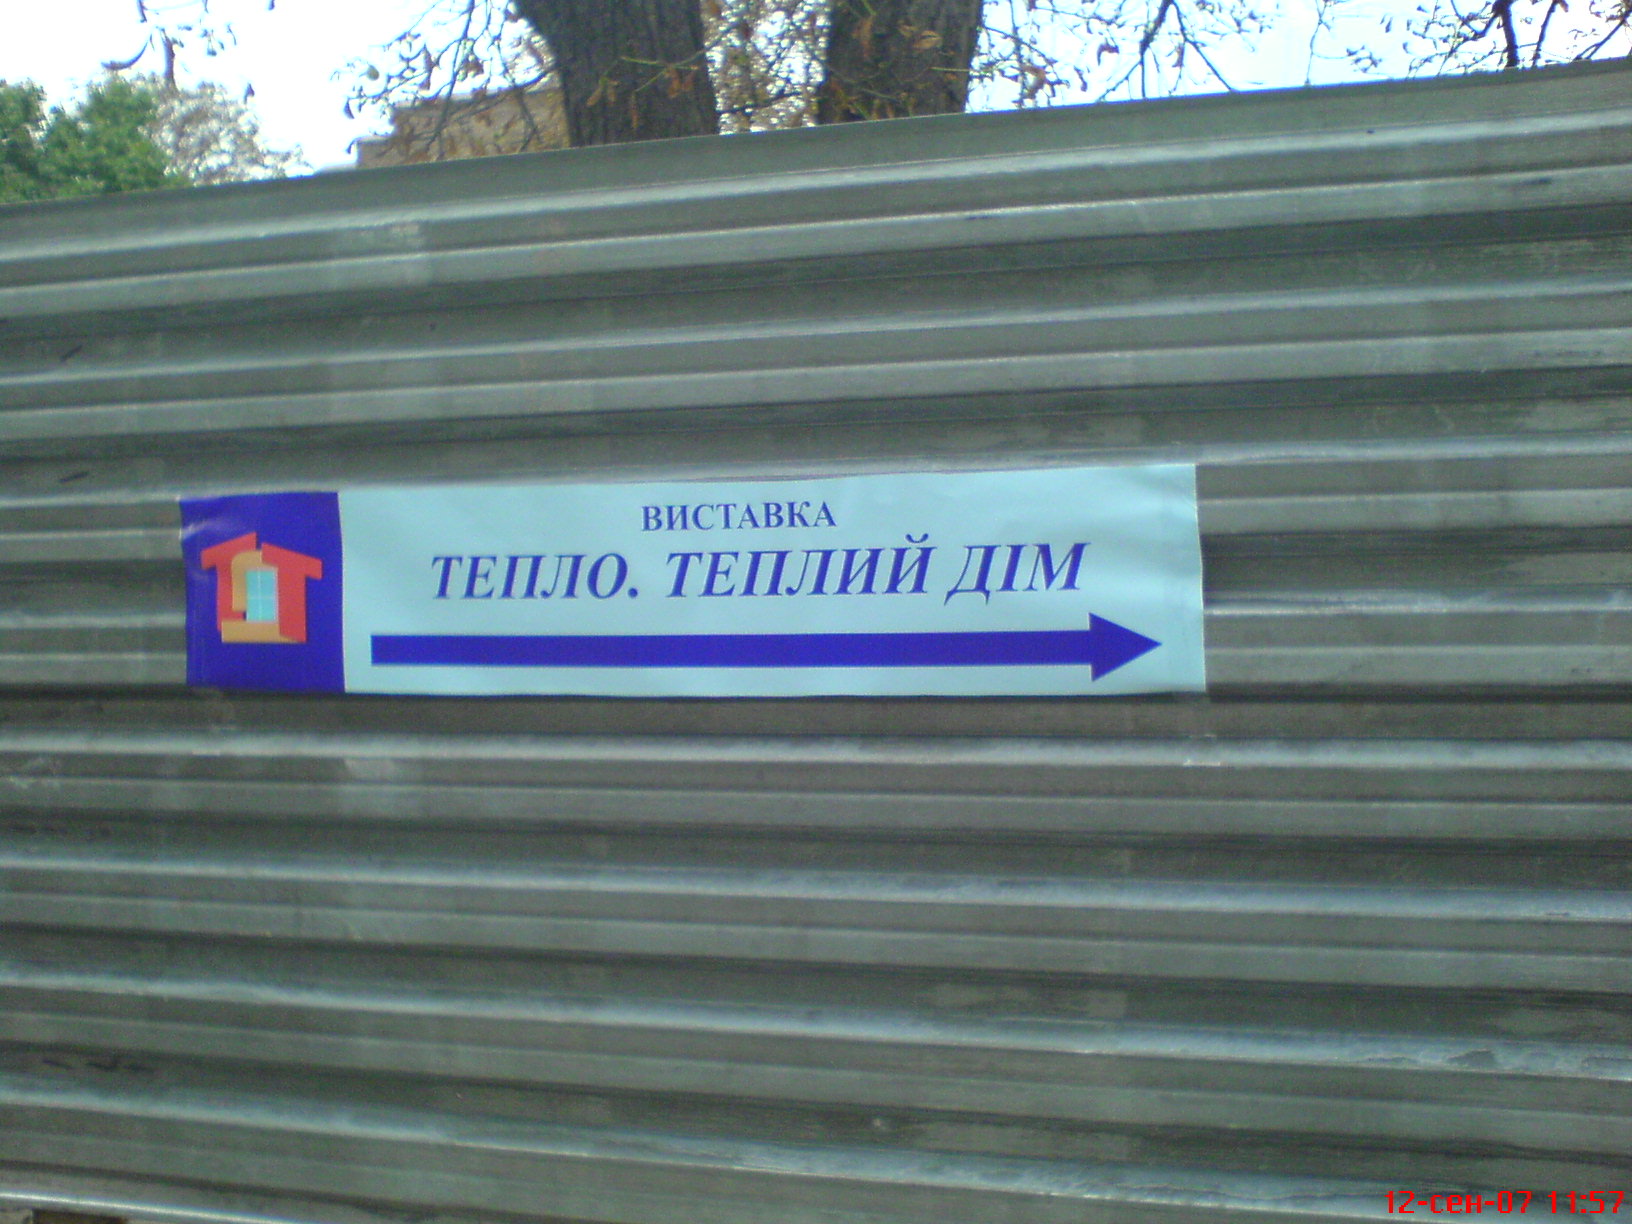 ВИСТАВКА
ТЕПЛО. ТЕПЛИЙ ДІМ
12-сен-07 11:57